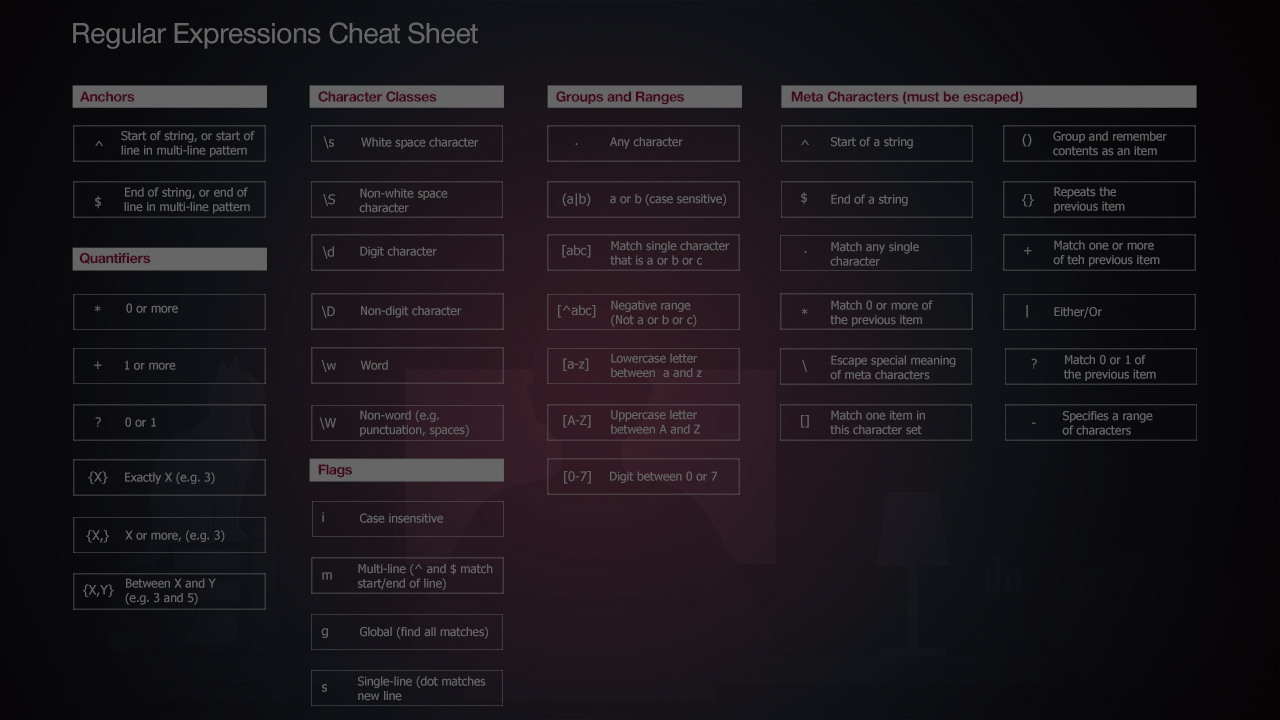 Regular Expressions Cheat Sheet
Anchors
^ Start of string, or start of
line in multi-line pattern
$ End of string, or end of
line in multi-line pattern
Quantifiers
* 0 or more
+ 1 or more
? 0 or 1
{X} Exactly X (e.g. 3)
{X,} X or more, (e.g. 3)
{X,Y} Between X and Y
(e.g. 3 and 5)
Character Classes
\s White space character
\S Non-white space
character
\d Digit character
\D Non-digit character
\w Word
\W Non-word (e.g.
punctuation, spaces)
Flags
i Case insensitive
m Multi-line (^ and $ match
start/end of line)
g Global (find all matches)
s Single-line (dot matches
new line
Groups and Ranges
. Any character
(a|b) a or b (case sensitive)
[abc] Match single character
that is a or b or c
[^abc] Negative range
(Not a or b or c)
[a-z] Lowercase letter
between a and z
[A-Z] Uppercase letter
between A and Z
[0-7] Digit between 0 or 7
Meta Characters (must be escaped)
^ Start of a string
$ End of a string
. Match any single
character
* Match 0 or more of
the previous item
\ Escape special meaning
of meta characters
[] Match one item in
this character set
() Group and remember
contents as an item
{} Repeats the
previous item
+ Match one or more
of teh previous item
| Either/Or
? Match 0 or 1 of
the previous item
- Specifies a range
of characters